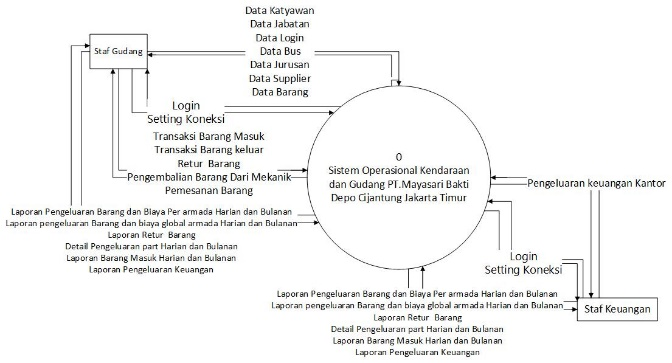 Data Katyawan
Data Jabatan
Data Login
Data Bus
Data Jurusan
Data Supplier
Data Barang
Staf Gudang
Login
Setting Koneksi
Transaksi Barang Masuk
Transaksi Barang keluar
Retur Barang
Pengembalian Barang Dari Mekanik
Pemesanan Barang
0
Sistem Operasional Kendaraan
dan Gudang PT.Mayasari Bakti
Depo Cijantung Jakarta Timur
Pengeluaran keuangan Kantor
Laporan Pengeluran Barang dan Biaya Per armada Harian dan Bulanan
Laporan pengeluaran Barang dan biaya global armada Harian dan Bulanan
Laporan Retur Barang
Detail Pengeluaran part Harian dan Bulanan
Laporan Barang Masuk Harian dan Bulanan
Laporan Pengeluaran Keuangan
Login
Setting Koneksi
Laporan Pengeluran Barang dan Biaya Per armada Harian dan Bulanan
Laporan pengeluaran Barang dan biaya global armada Harian dan Bulanan
Laporan Retur Barang
Detail Pengeluaran part Harian dan Bulanan
Laporan Barang Masuk Harian dan Bulanan
Laporan Pengeluaran Keuangan
Staf Keuangan